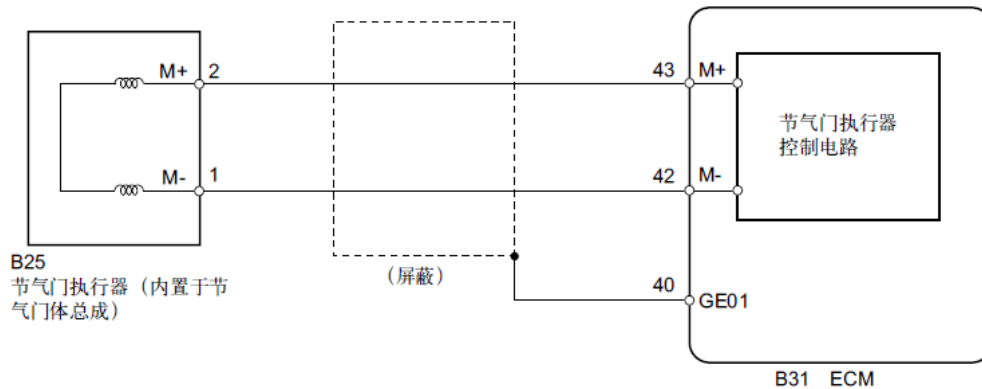 M+ 2
43 M+
节气门执行器
控制电路
M- 1
42 M-
B25
节气门执行器（内置于节
气门体总成）
（屏蔽）
40
GE01
B31 ECM